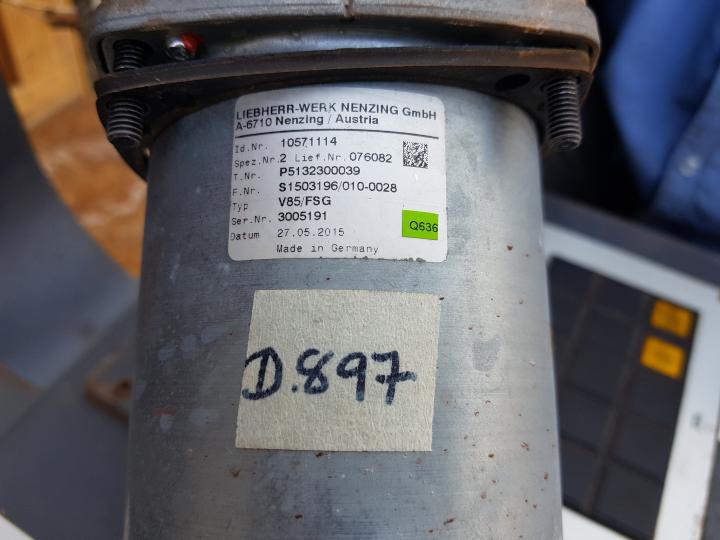 LIEBHERR-WERK NENZING GmbH
A-6710 Nenzing / Austria
Id.Nr. 10571114
Spez.Nr.2 Lief.Nr.076082
T.Nr. P5132300039
F.Nr. S1503196/010-0028
Typ V85/FSG
Ser.Nr. 3005191
Datum 27.05.2015
Q636
Made in Germany
D.897